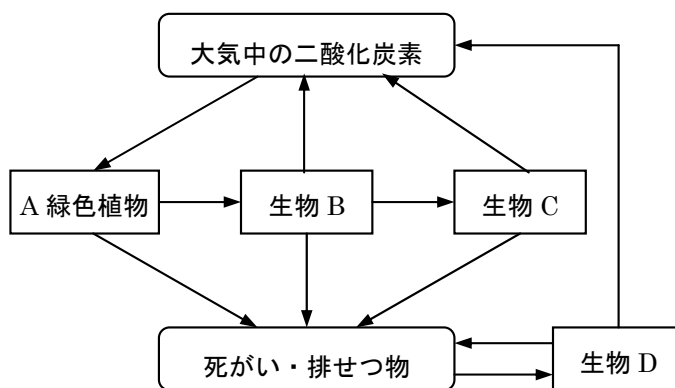 大気中の二酸化炭素
A 緑色植物
生物 B
生物 C
死がい・排せつ物
生物 D